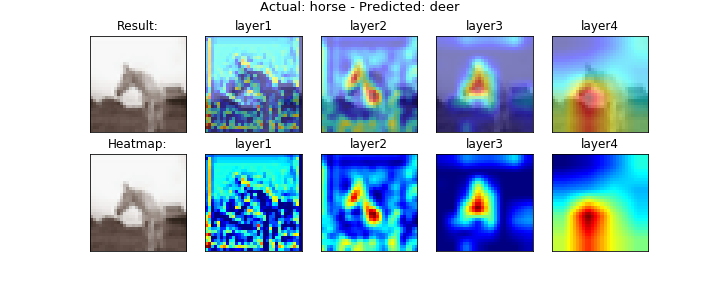 Actual: horse - Predicted: deer
Result: layer1 layer2 layer3 layer4
Heatmap: layer1 layer2 layer3 layer4